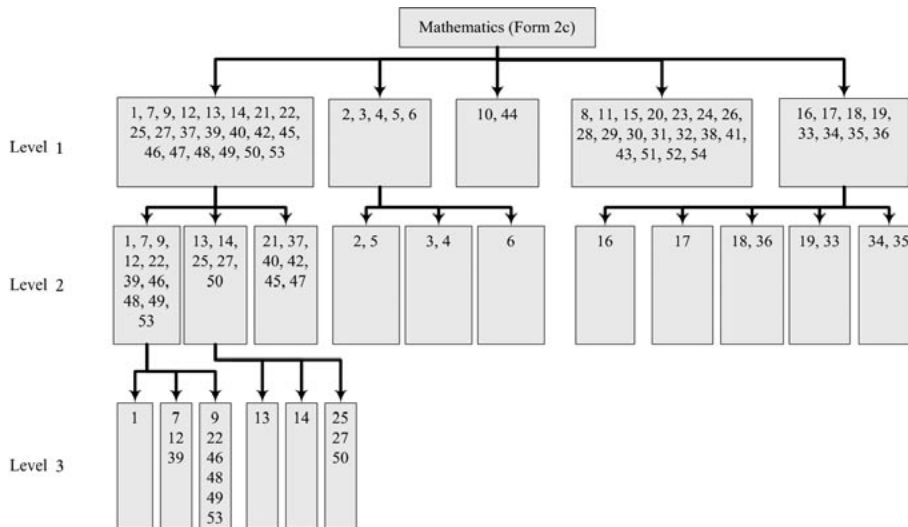 Mathematics (Form 2c)
Level 1
1, 7, 9, 12, 13, 14, 21, 22,
25, 27, 37, 39, 40, 42, 45,
46, 47, 48, 49, 50, 53
2, 3, 4, 5, 6
10, 44
8, 11, 15, 20, 23, 24, 26,
28, 29, 30, 31, 32, 38, 41,
43, 51, 52, 54
16, 17, 18, 19,
33, 34, 35, 36
Level 2
1, 7, 9,
12, 22,
39, 46,
48, 49,
53
13, 14,
25, 27,
50
21, 37,
40, 42,
45, 47
2, 5
3, 4
6
16
17
18, 36
19, 33
34, 35
Level 3
1
7
12
39
9
22
46
48
49
53
13
14
25
27
50